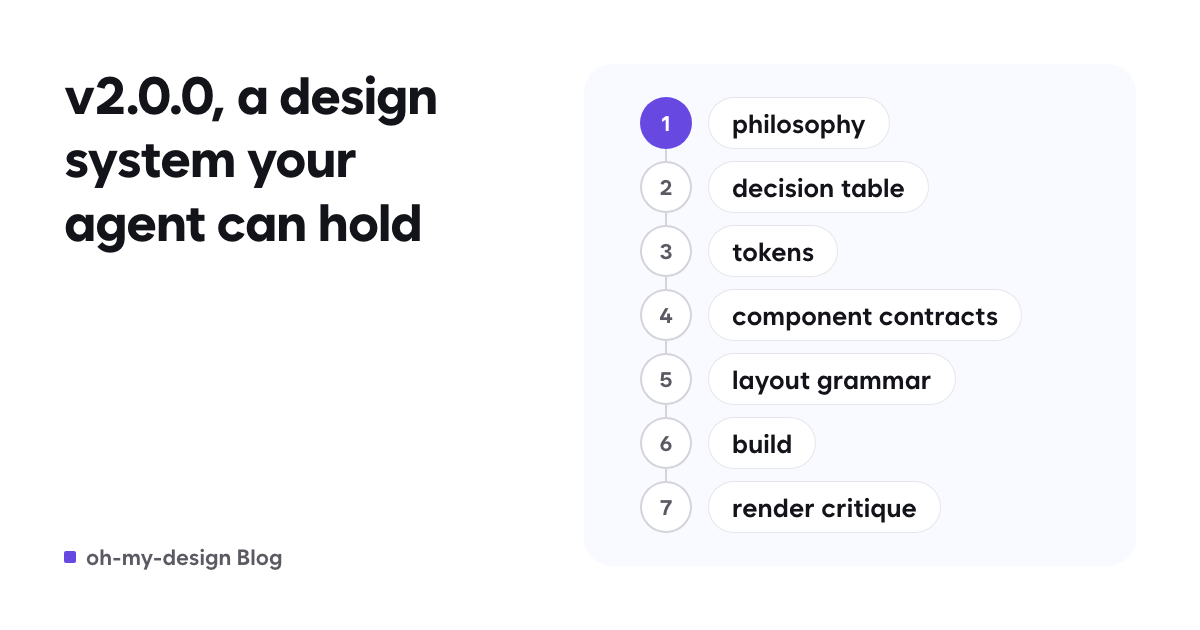 v2.0.0, a design
system your
agent can hold
1 philosophy
2 decision table
3 tokens
4 component contracts
5 layout grammar
6 build
7 render critique
oh-my-design Blog